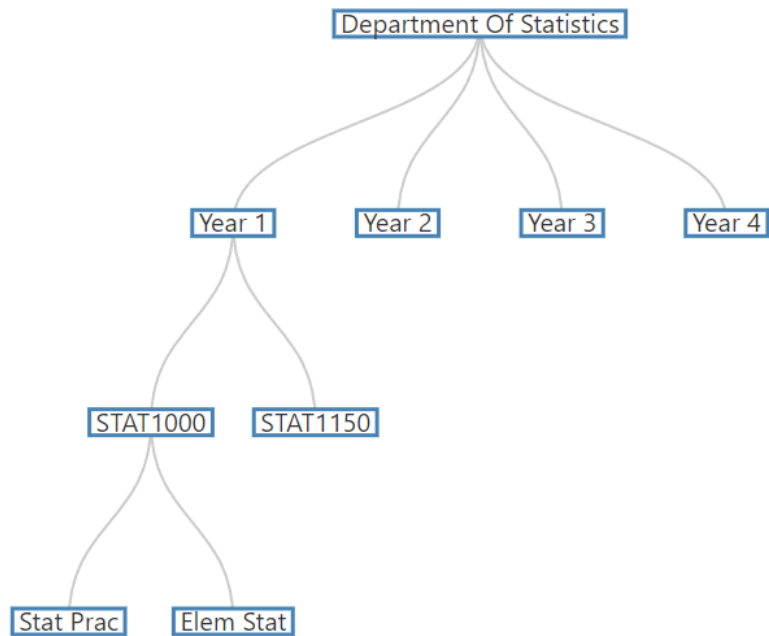 Department Of Statistics
Year 1
Year 2
Year 3
Year 4
STAT1000
STAT1150
Stat Prac
Elem Stat